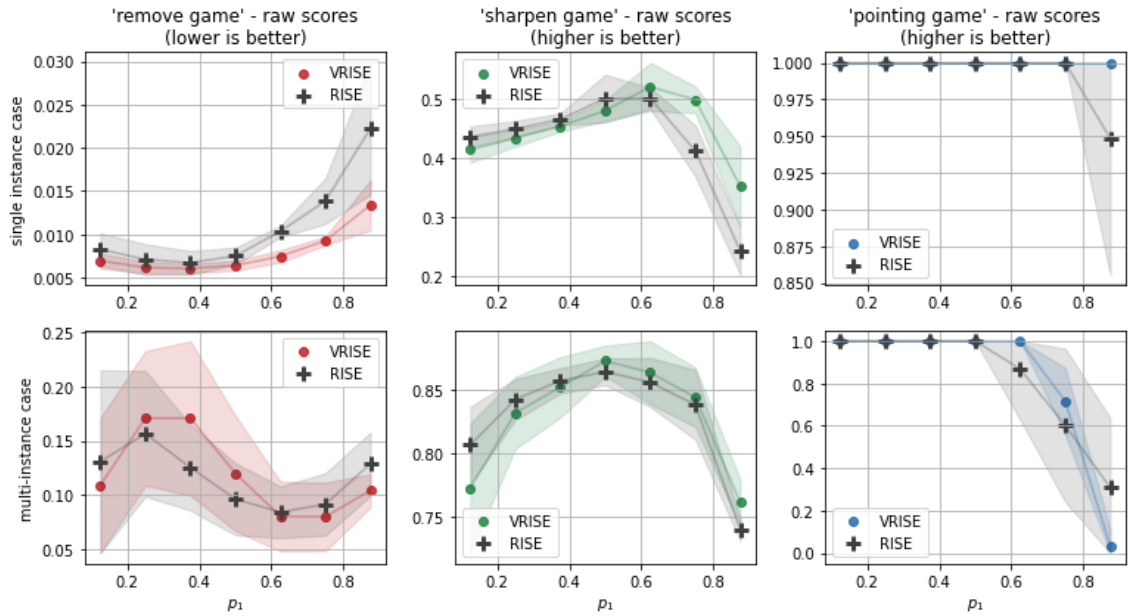 'remove game' - raw scores
(lower is better)
'sharpen game' - raw scores
(higher is better)
'pointing game' - raw scores
(higher is better)
single instance case
0.030
0.025
0.020
0.015
0.010
0.005
0.2 0.4 0.6 0.8
VRISE
RISE
0.5
0.4
0.3
0.2
0.2 0.4 0.6 0.8
VRISE
RISE
1.000
0.975
0.950
0.925
0.900
0.875
0.850
0.2 0.4 0.6 0.8
VRISE
RISE
multi-instance case
0.25
0.20
0.15
0.10
0.05
0.2 0.4 0.6 0.8
p₁
VRISE
RISE
0.85
0.80
0.75
0.2 0.4 0.6 0.8
p₁
VRISE
RISE
1.0
0.8
0.6
0.4
0.2
0.0
0.2 0.4 0.6 0.8
p₁
VRISE
RISE